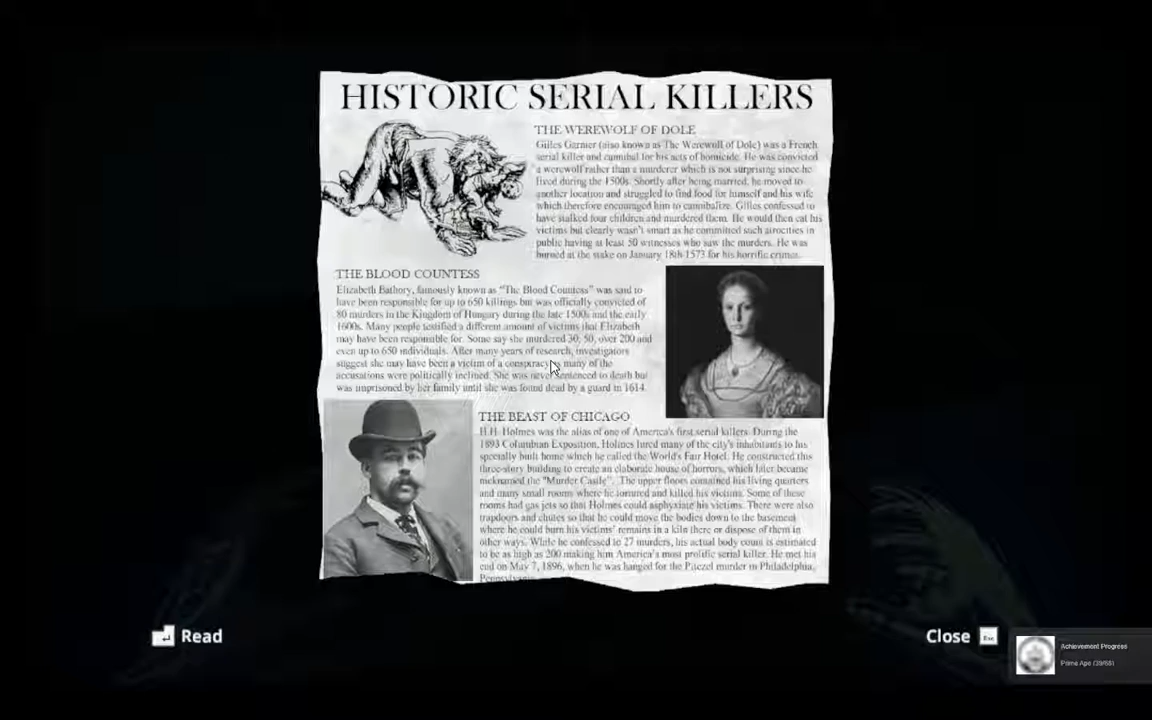 HISTORIC SERIAL KILLERS
THE WEREWOLF OF DOLE
Gilles Garnier (also known as The Werewolf of Dole) was a French
serial killer and cannibal for his acts of homicide. He was convicted
a werewolf rather than a murderer which is not surprising since he
lived during the 1500s. Shortly after being married, he moved to
another location and struggled to find food for himself and his wife
which therefore encouraged him to cannibalize. Gilles confessed to
have stalked four children and murdered them. He would then eat his
victims but clearly wasn't smart as he committed such atrocities in
public having at least 50 witnesses who saw the murders. He was
burned at the stake on January 18th 1573 for his horrific crimes.
THE BLOOD COUNTESS
Elizabeth Bathory, famously known as "The Blood Countess" was said to
have been responsible for up to 650 killings but was officially convicted of
80 murders in the Kingdom of Hungary during the late 1500s and the early
1600s. Many people testified a different amount of victims that Elizabeth
may have been responsible for. Some say she murdered 30, 50, over 200 and
even up to 650 individuals. After many years of research, investigators
suggest she may have been a victim of a conspiracy as many of the
accusations were politically inclined. She was never sentenced to death but
was imprisoned by her family until she was found dead by a guard in 1614.
THE BEAST OF CHICAGO
H.H. Holmes was the alias of one of America's first serial killers. During the
1893 Columbian Exposition, Holmes lured many of the city's inhabitants to his
specially built home which he called the World's Fair Hotel. He constructed this
three-story building to create an elaborate house of horrors, which later became
nicknamed the "Murder Castle". The upper floors contained his living quarters
and many small rooms where he tortured and killed his victims. Some of these
rooms had gas jets so that Holmes could asphyxiate his victims. There were also
trapdoors and chutes so that he could move the bodies down to the basement
where he could burn his victims' remains in a kiln there or dispose of them in
other ways. While he confessed to 27 murders, his actual body count is estimated
to be as high as 200 making him America's most prolific serial killer. He met his
end on May 7, 1896, when he was hanged for the Pitezel murder in Philadelphia,
Pennsylvania.
Read
Close Esc
Achievement Progress
Prime Ape (39/68)